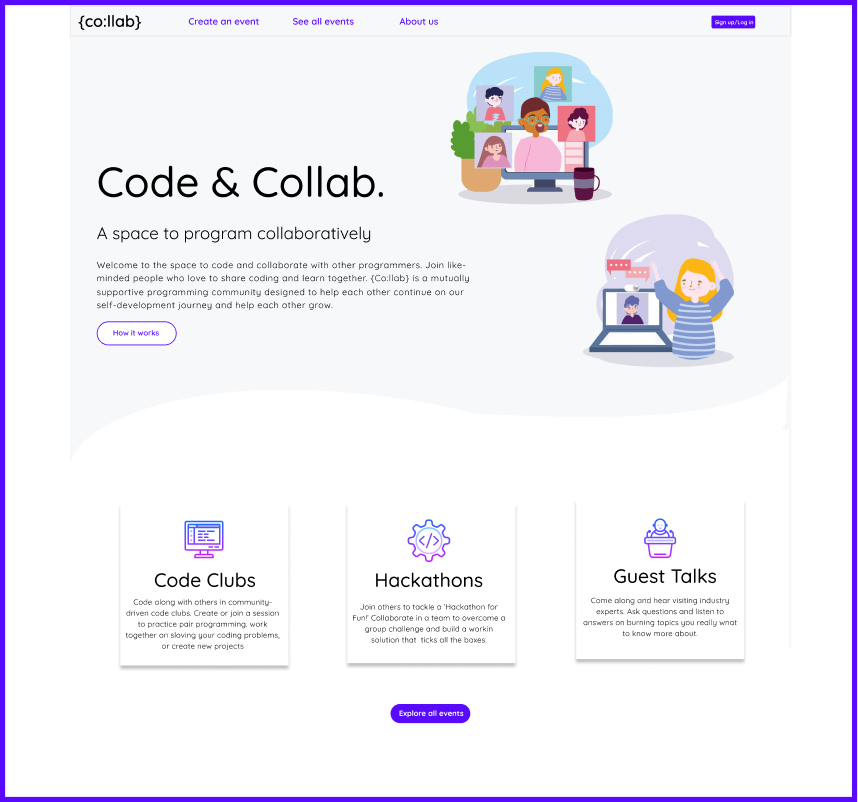 {co:llab}
Create an event
See all events
About us
Sign up/Log in
Code & Collab.
A space to program collaboratively
Welcome to the space to code and collaborate with other programmers. Join like-
minded people who love to share coding and learn together. {Co:llab} is a mutually
supportive programming community designed to help each other continue on our
self-development journey and help each other grow.
How it works
Code Clubs
Code along with others in community-
driven code clubs. Create or join a session
to practice pair programming, work
together on sloving your coding problems,
or create new projects
Hackathons
Join others to tackle a 'Hackathon for
Fun!' Collaborate in a team to overcome a
group challenge and build a workin
solution that ticks all the boxes.
Guest Talks
Come along and hear visiting industry
experts. Ask questions and listen to
answers on burning topics you really wnat
to know more about.
Explore all events